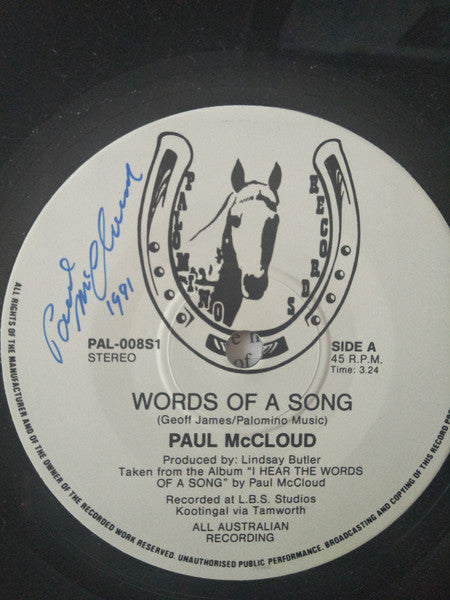 PALOMINO RECORDS
Paul McCloud
1991
PAL-008S1
STEREO
SIDE A
45 R.P.M.
Time: 3.24
WORDS OF A SONG
(Geoff James/Palomino Music)
PAUL McCLOUD
Produced by: Lindsay Butler
Taken from the Album "I HEAR THE WORDS
OF A SONG" by Paul McCloud
Recorded at L.B.S. Studios
Kootingal via Tamworth
ALL AUSTRALIAN
RECORDING
ALL RIGHTS OF THE MANUFACTURER AND OF THE OWNER OF THE RECORDED WORK RESERVED. UNAUTHORISED PUBLIC PERFORMANCE. BROADCASTING AND COPYING OF THIS RECORD